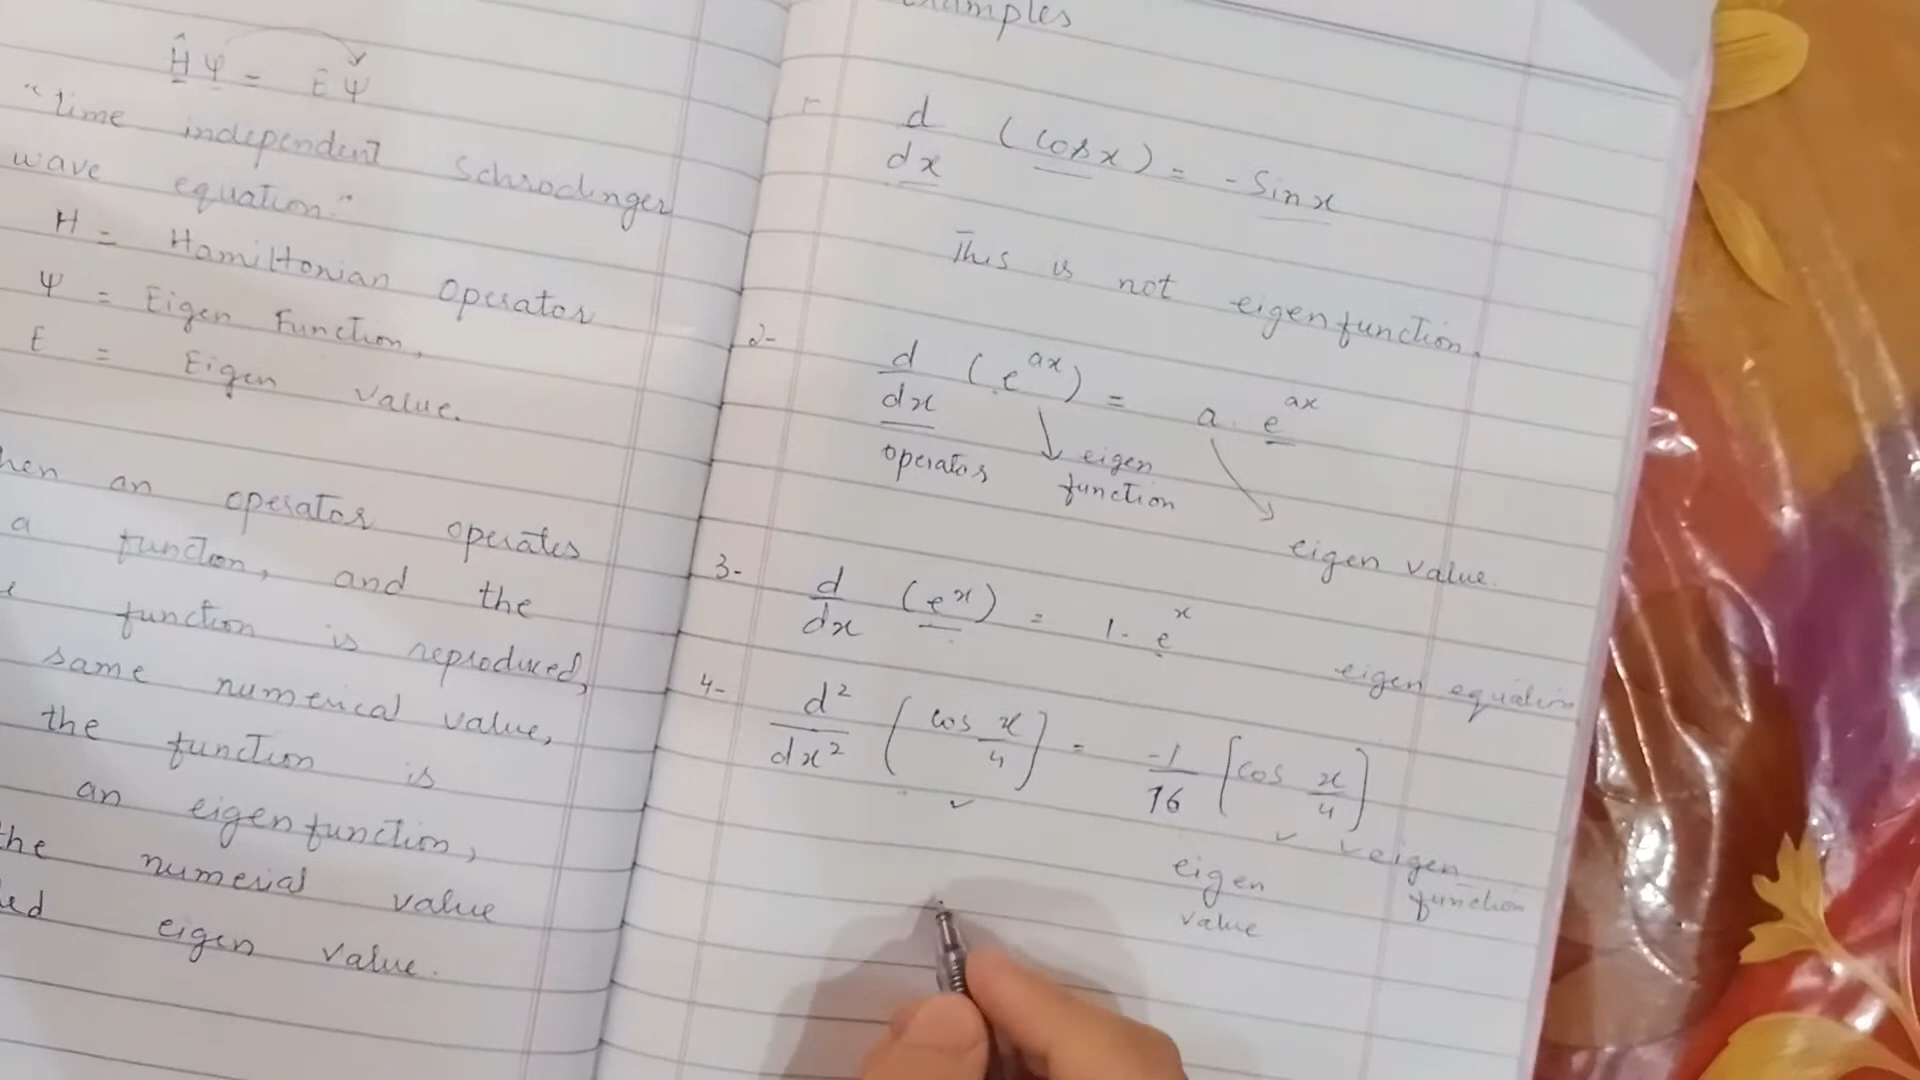 ĤΨ = EΨ
"time independent Schrodinger
wave equation"
H = Hamiltonian operator
Ψ = Eigen Function,
E = Eigen value.
an operator operates
a function, and the
function is reproduced,
same numerical value,
the function is
an eigenfunction,
the numerial value
eigen value.
1- d/dx (cos x) = -Sin x
This is not eigenfunction.
2- d/dx (e^ax) = a. e^ax
operator
eigen
function
eigen value.
3- d/dx (e^x) = 1. e^x
eigen equation
4- d²/dx² (cos x/4] = -1/16 [cos x/4]
eigen
value
eigen
function